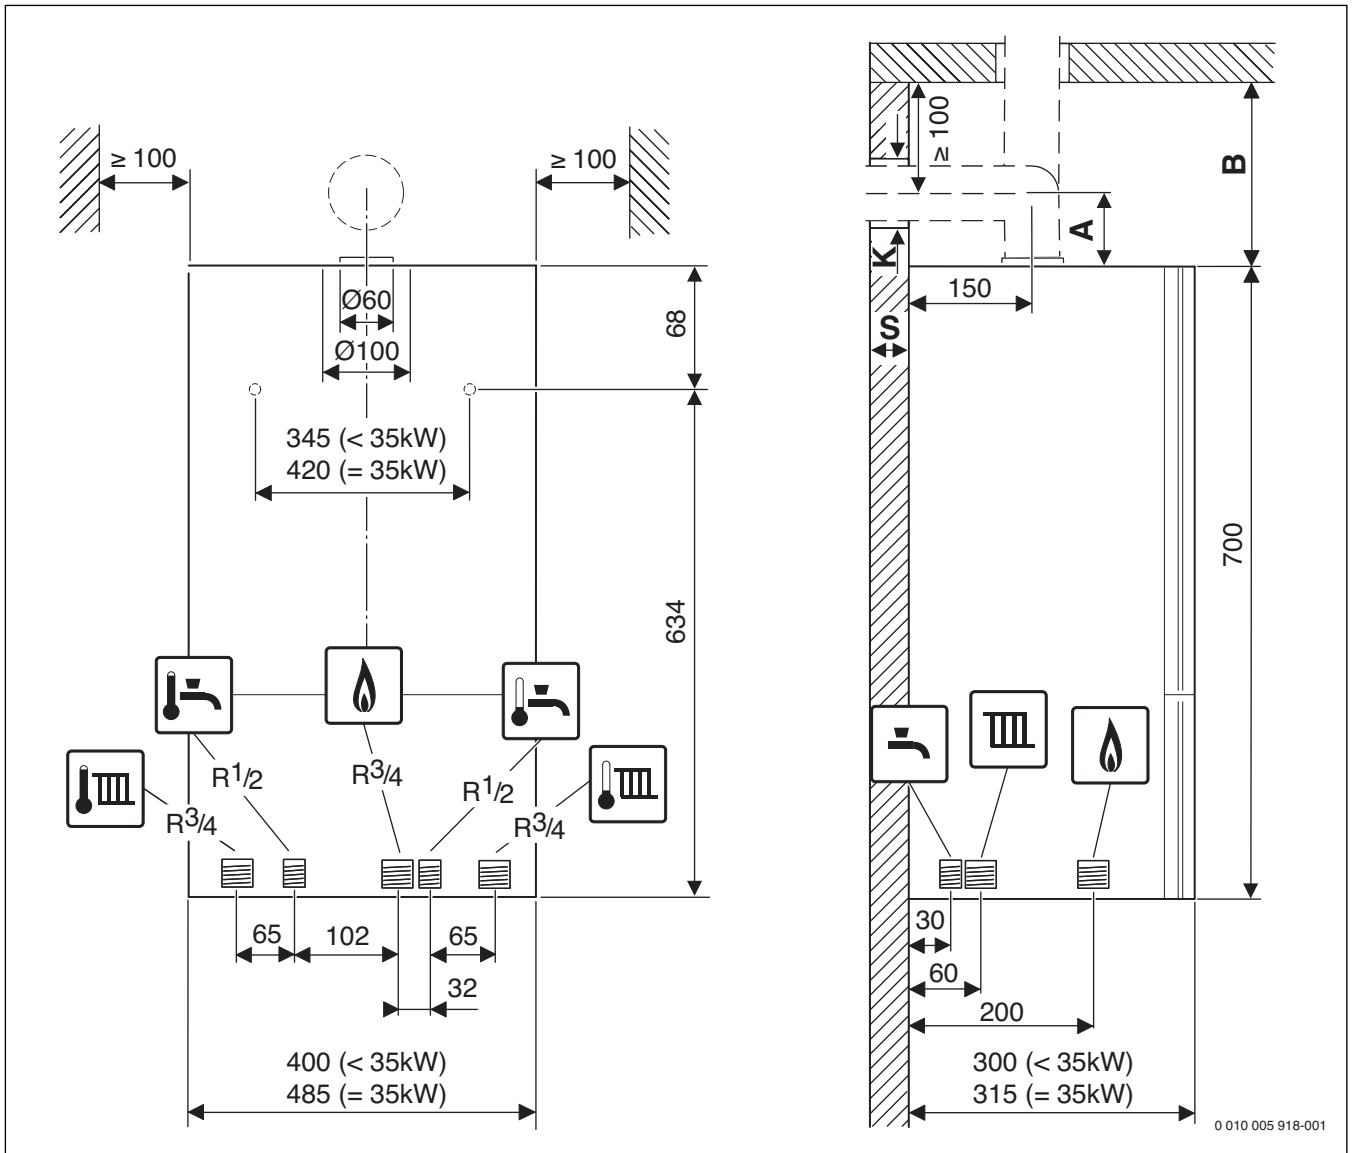 ≥ 100
≥ 100
Ø60
Ø100
68
345 (< 35kW)
420 (= 35kW)
634
R1/2
R3/4
R1/2
R3/4
R3/4
65
102
65
32
400 (< 35kW)
485 (= 35kW)
≥ 100
B
A
K
150
S
700
30
60
200
300 (< 35kW)
315 (= 35kW)
0 010 005 918-001